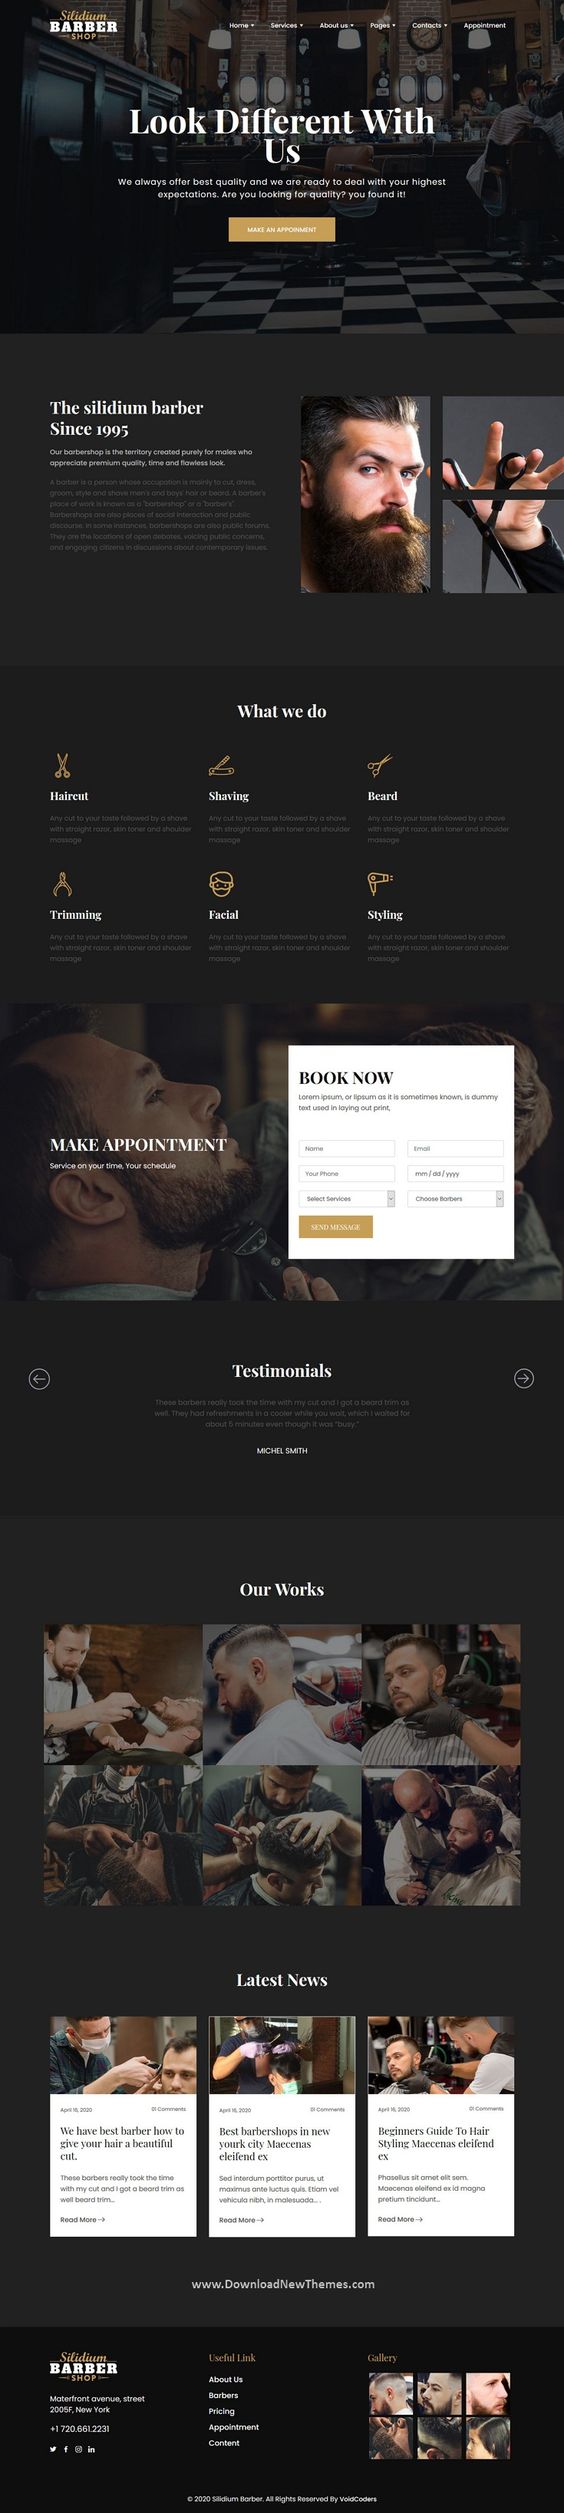 Silidium
BARBER
SHOP
Home Services About us Pages Contacts Appointment
Look Different With
Us
We always offer best quality and we are ready to deal with your highest
expectations. Are you looking for quality? you found it!
MAKE AN APPOINMENT
The silidium barber
Since 1995
Our barbershop is the territory created purely for males who
appreciate premium quality, time and flawless look.
A barber is a person whose occupation is mainly to cut, dress,
groom, style and shave men's and boys' hair or beard. A barber's
place of work is known as a "barbershop" or a "barber's".
Barbershops are also places of social interaction and public
discourse. In some instances, barbershops are also public forums.
They are the locations of open debates, voicing public concerns,
and engaging citizens in discussions about contemporary issues.
What we do
Haircut
Any cut to your taste followed by a shave
with straight razor, skin toner and shoulder
massage
Shaving
Any cut to your taste followed by a shave
with straight razor, skin toner and shoulder
massage
Beard
Any cut to your taste followed by a shave
with straight razor, skin toner and shoulder
massage
Trimming
Any cut to your taste followed by a shave
with straight razor, skin toner and shoulder
massage
Facial
Any cut to your taste followed by a shave
with straight razor, skin toner and shoulder
massage
Styling
Any cut to your taste followed by a shave
with straight razor, skin toner and shoulder
massage
MAKE APPOINTMENT
Service on your time, Your schedule
BOOK NOW
Lorem ipsum, or lipsum as it is sometimes known, is dummy
text used in laying out print,
Name
Email
Your Phone
mm / dd / yyyy
Select Services
Choose Barbers
SEND MESSAGE
Testimonials
These barbers really took the time with my cut and I got a beard trim as
well. They had refreshments in a cooler while you wait, which I waited for
about 5 minutes even though it was "busy."
MICHEL SMITH
Our Works
Latest News
April 16, 2020 01 Comments
We have best barber how to
give your hair a beautiful
cut.
These barbers really took the time
with my cut and I got a beard trim as
well beard trim...
Read More
April 16, 2020 01 Comments
Best barbershops in new
yourk city Maecenas
eleifend ex
Sed interdum porttitor purus, ut
maximus ante luctus quis. Etiam vel
vehicula nibh, in malesuada... .
Read More
April 16, 2020 01 Comments
Beginners Guide To Hair
Styling Maecenas eleifend
ex
Phasellus sit amet elit sem.
Maecenas eleifend ex id magna
pretium tincidunt...
Read More
www.DownloadNewThemes.com
Silidium
BARBER
SHOP
Materfront avenue, street
2005F, New York
+1 720.661.2231
Useful Link
About Us
Barbers
Pricing
Appointment
Content
Gallery
© 2020 Silidium Barber. All Rights Reserved By VoidCoders